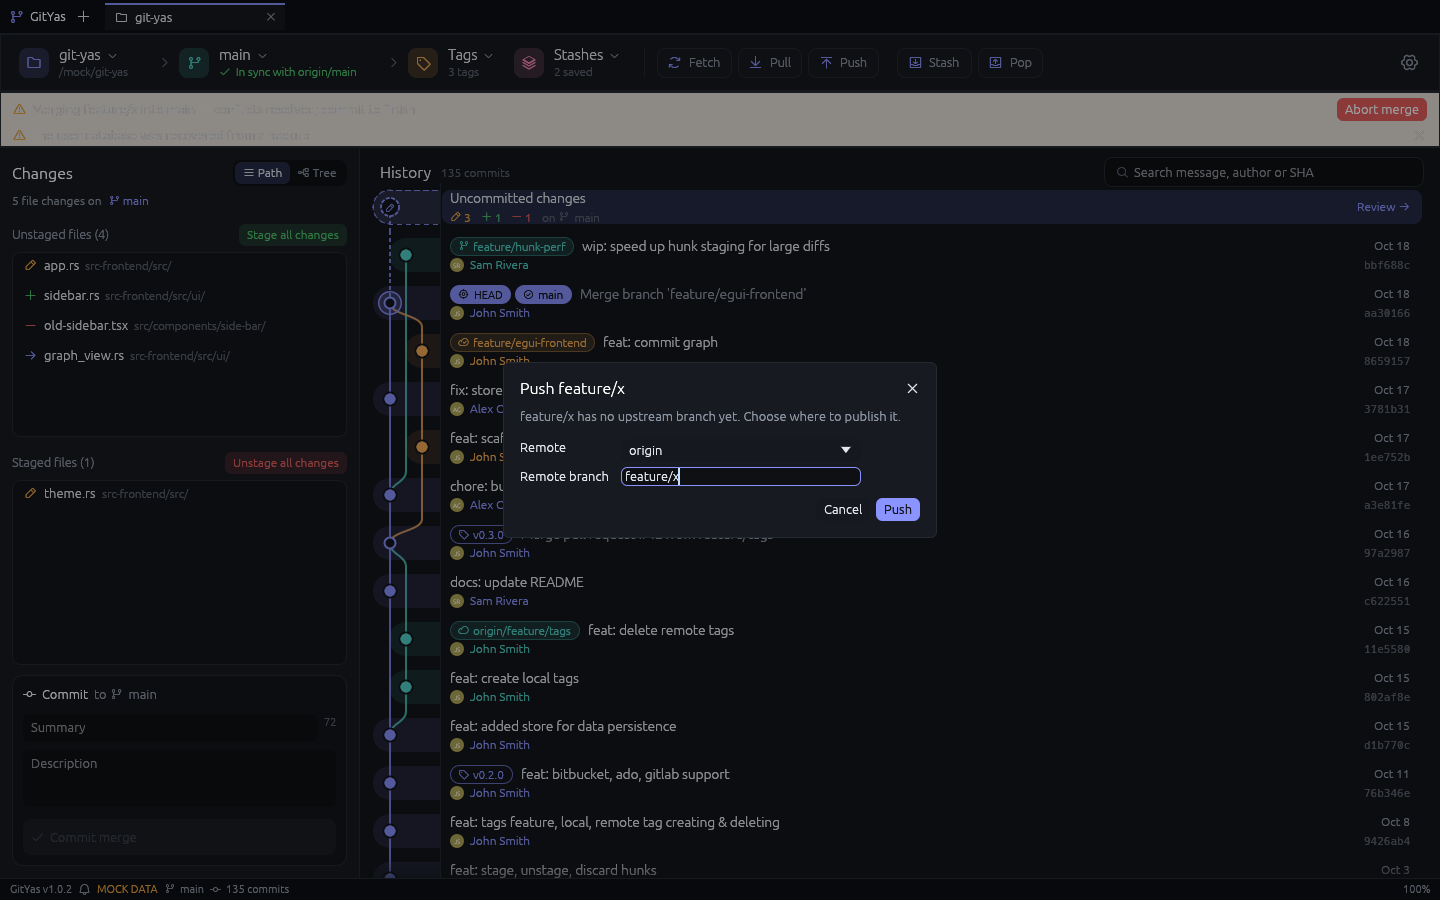 GitYas
git-yas
git-yas
/mock/git-yas
main
In sync with origin/main
Tags
3 tags
Stashes
2 saved
Fetch
Pull
Push
Stash
Pop
Abort merge
Changes
Path
Tree
5 file changes on main
Unstaged files (4)
Stage all changes
app.rs src-frontend/src/
sidebar.rs src-frontend/src/ui/
old-sidebar.tsx src/components/side-bar/
graph_view.rs src-frontend/src/ui/
Staged files (1)
Unstage all changes
theme.rs src-frontend/src/
Commit to main
Summary
72
Description
Commit merge
History 135 commits
Search message, author or SHA
Uncommitted changes
3 + 1 − 1 on main
Review →
feature/hunk-perf wip: speed up hunk staging for large diffs Oct 18
Sam Rivera bbf688c
HEAD main Merge branch 'feature/egui-frontend' Oct 18
John Smith aa30166
feature/egui-frontend feat: commit graph Oct 18
John Smith 8659157
fix: store Oct 17
AC Alex C 3781b31
feat: scaf Oct 17
John S 1ee752b
chore: bu Oct 17
Alex C a3e81fe
v0.3.0 Oct 16
John Smith 97a2987
docs: update README Oct 16
Sam Rivera c622551
origin/feature/tags feat: delete remote tags Oct 15
John Smith 11e5580
feat: create local tags Oct 15
John Smith 802af8e
feat: added store for data persistence Oct 15
John Smith d1b770c
v0.2.0 feat: bitbucket, ado, gitlab support Oct 11
John Smith 76b346e
feat: tags feature, local, remote tag creating & deleting Oct 8
John Smith 9426ab4
feat: stage, unstage, discard hunks Oct 3
Push feature/x
feature/x has no upstream branch yet. Choose where to publish it.
Remote origin
Remote branch feature/x
Cancel
Push
GitYas v1.0.2 MOCK DATA main 135 commits
100%